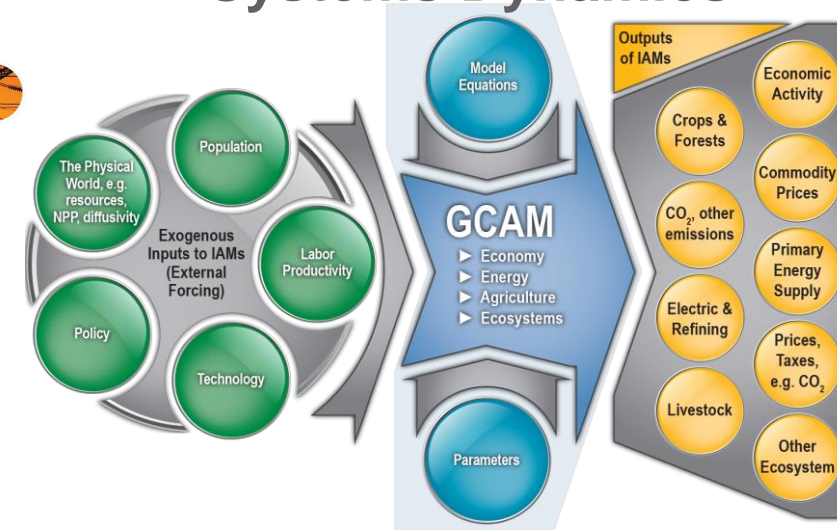 Systems Dynamics
Population
The Physical
World, e.g.
resources,
NPP, diffusivity
Exogenous
Inputs to IAMs
(External
Forcing)
Labor
Productivity
Policy
Technology
Model
Equations
GCAM
► Economy
► Energy
► Agriculture
► Ecosystems
Parameters
Outputs
of IAMs
Economic
Activity
Crops &
Forests
Commodity
Prices
CO₂, other
emissions
Primary
Energy
Supply
Electric &
Refining
Prices,
Taxes,
e.g. CO₂
Livestock
Other
Ecosystem